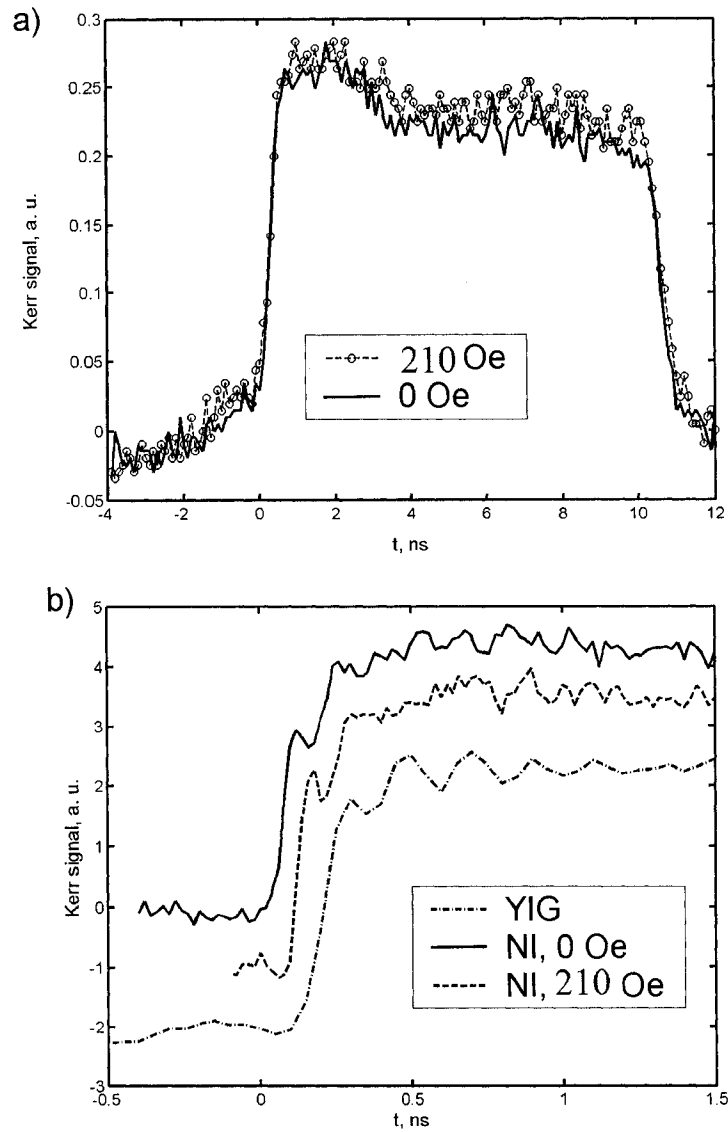 a)
0.3
0.25
0.2
0.15
0.1
0.05
0
-0.05
Kerr signal, a. u.
210 Oe
0 Oe
-4 -2 0 2 4 6 8 10 12
t, ns
b)
5
4
3
2
1
0
-1
-2
-3
Kerr signal, a. u.
YIG
NI, 0 Oe
NI, 210 Oe
-0.5 0 0.5 1 1.5
t, ns